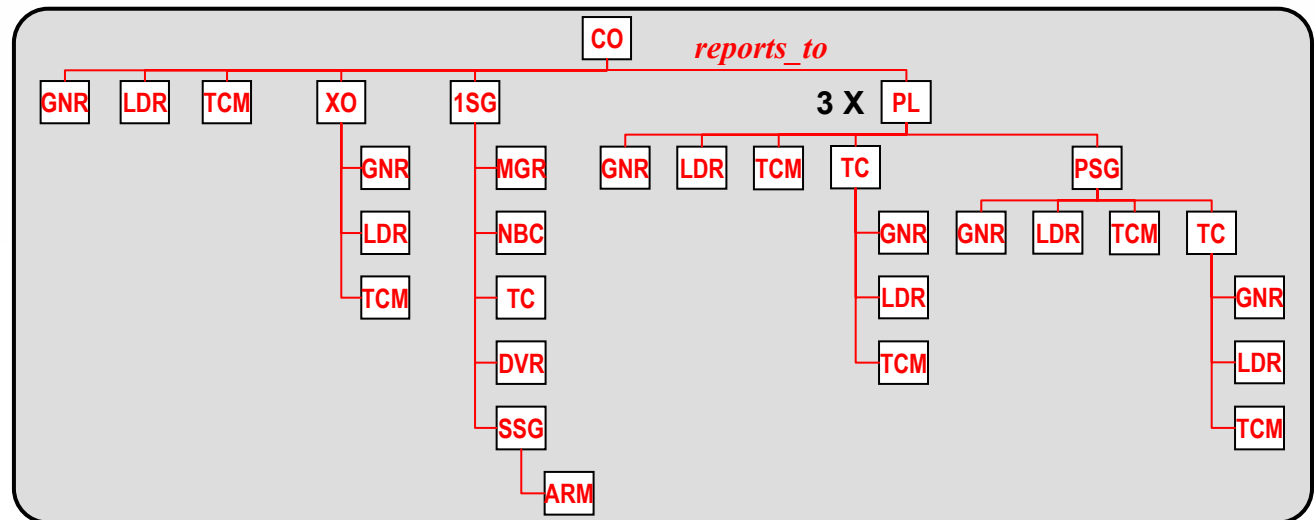 CO
reports_to
GNR LDR TCM XO 1SG 3 X PL
GNR MGR GNR LDR TCM TC PSG
LDR NBC GNR GNR LDR TCM TC
TCM TC LDR GNR
DVR TCM LDR
SSG TCM
ARM